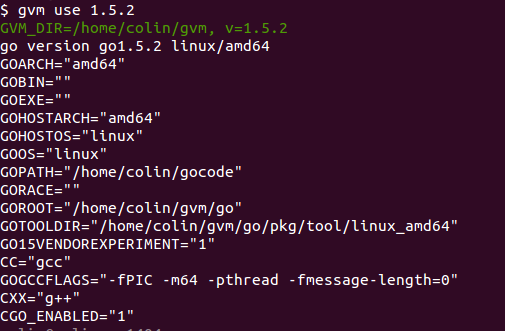 $ gvm use 1.5.2
GVM_DIR=/home/colin/gvm, v=1.5.2
go version go1.5.2 linux/amd64
GOARCH="amd64"
GOBIN=""
GOEXE=""
GOHOSTARCH="amd64"
GOHOSTOS="linux"
GOOS="linux"
GOPATH="/home/colin/gocode"
GORACE=""
GOROOT="/home/colin/gvm/go"
GOTOOLDIR="/home/colin/gvm/go/pkg/tool/linux_amd64"
GO15VENDOREXPERIMENT="1"
CC="gcc"
GOGCCFLAGS="-fPIC -m64 -pthread -fmessage-length=0"
CXX="g++"
CGO_ENABLED="1"